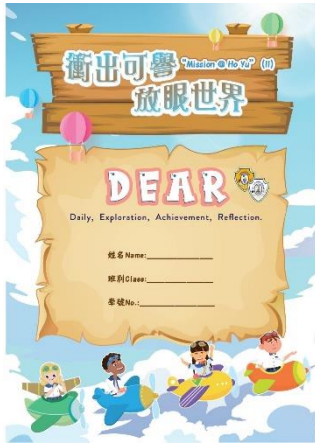 衝出可譽 "Mission @ Ho Yu" (II)
放眼世界
DEAR
Daily, Exploration, Achievement, Reflection.
姓名Name:
班別Class:
學號No.: